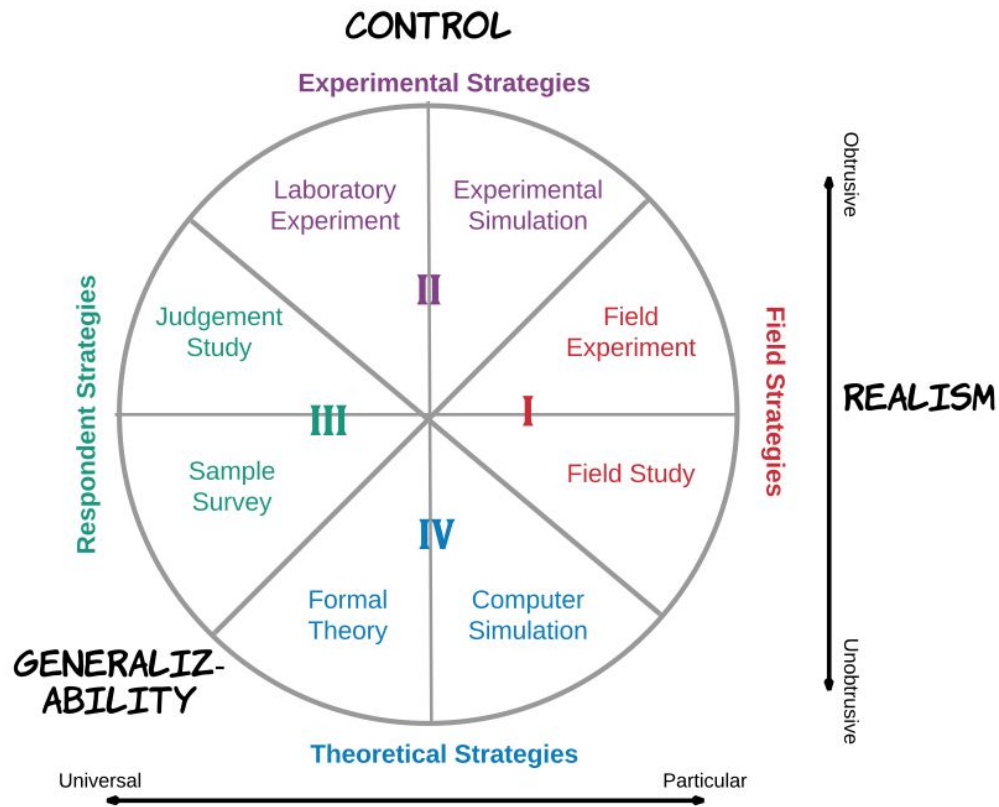 CONTROL
Experimental Strategies
Obtrusive
Laboratory
Experiment
Experimental
Simulation
II
Respondent Strategies
Judgement
Study
Field
Experiment
Field Strategies
REALISM
III
I
Sample
Survey
Field Study
IV
Formal
Theory
Computer
Simulation
Unobtrusive
GENERALIZ-
ABILITY
Theoretical Strategies
Universal
Particular